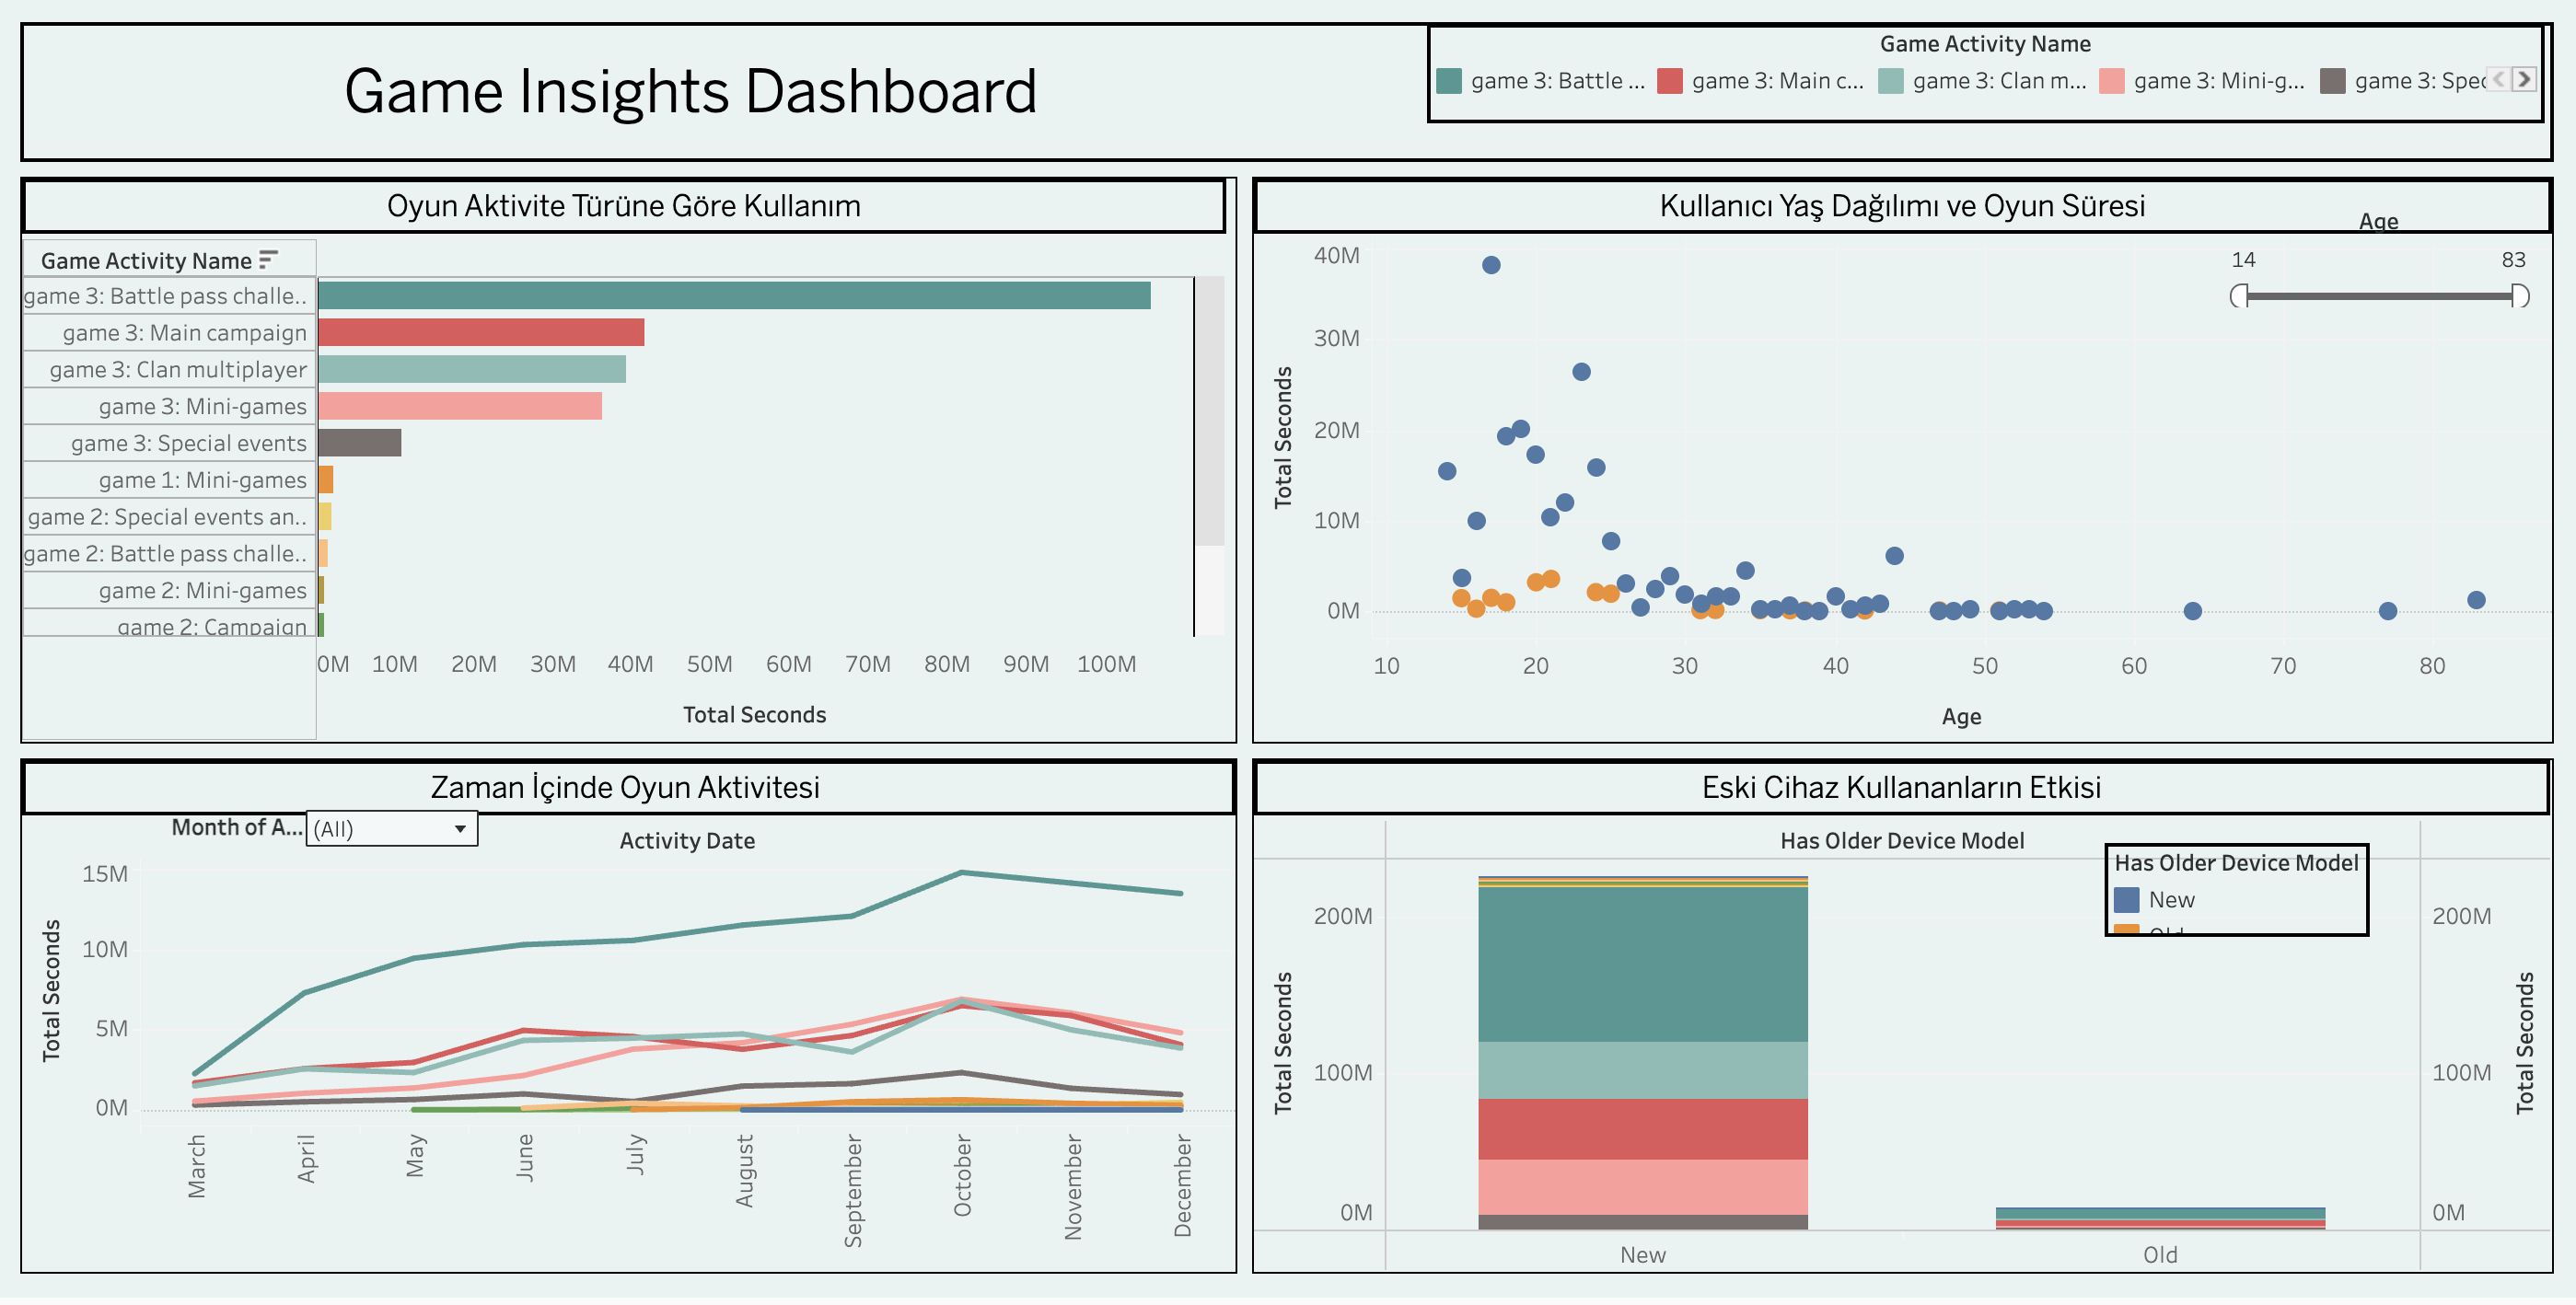 Game Insights Dashboard
Game Activity Name
game 3: Battle ... game 3: Main c... game 3: Clan m... game 3: Mini-g... game 3: Spec
Oyun Aktivite Türüne Göre Kullanım
Game Activity Name
game 3: Battle pass challe..
game 3: Main campaign
game 3: Clan multiplayer
game 3: Mini-games
game 3: Special events
game 1: Mini-games
game 2: Special events an..
game 2: Battle pass challe..
game 2: Mini-games
game 2: Campaign
0M 10M 20M 30M 40M 50M 60M 70M 80M 90M 100M
Total Seconds
Kullanıcı Yaş Dağılımı ve Oyun Süresi
Age
14 83
40M
30M
20M
10M
0M
Total Seconds
10 20 30 40 50 60 70 80
Age
Zaman İçinde Oyun Aktivitesi
Month of A... (All)
Activity Date
15M
10M
5M
0M
Total Seconds
March April May June July August September October November December
Eski Cihaz Kullananların Etkisi
Has Older Device Model
Has Older Device Model
New
Old
200M
100M
0M
Total Seconds
200M
100M
0M
Total Seconds
New Old